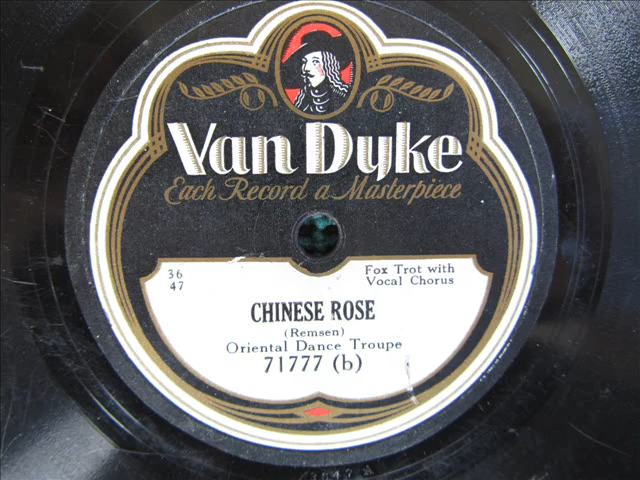 Van Dyke
Each Record a Masterpiece
36
47
Fox Trot with
Vocal Chorus
CHINESE ROSE
(Remsen)
Oriental Dance Troupe
71777 (b)